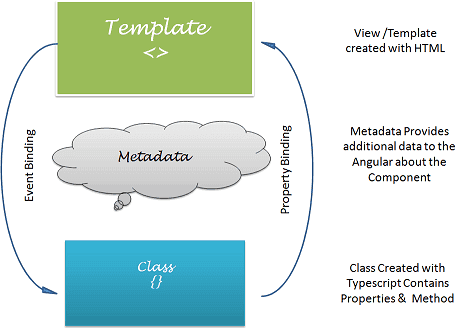 Template
<>
View /Template
created with HTML
Event Binding
Metadata
Property Binding
Metadata Provides
additional data to the
Angular about the
Component
Class
{}
Class Created with
Typescript Contains
Properties & Method